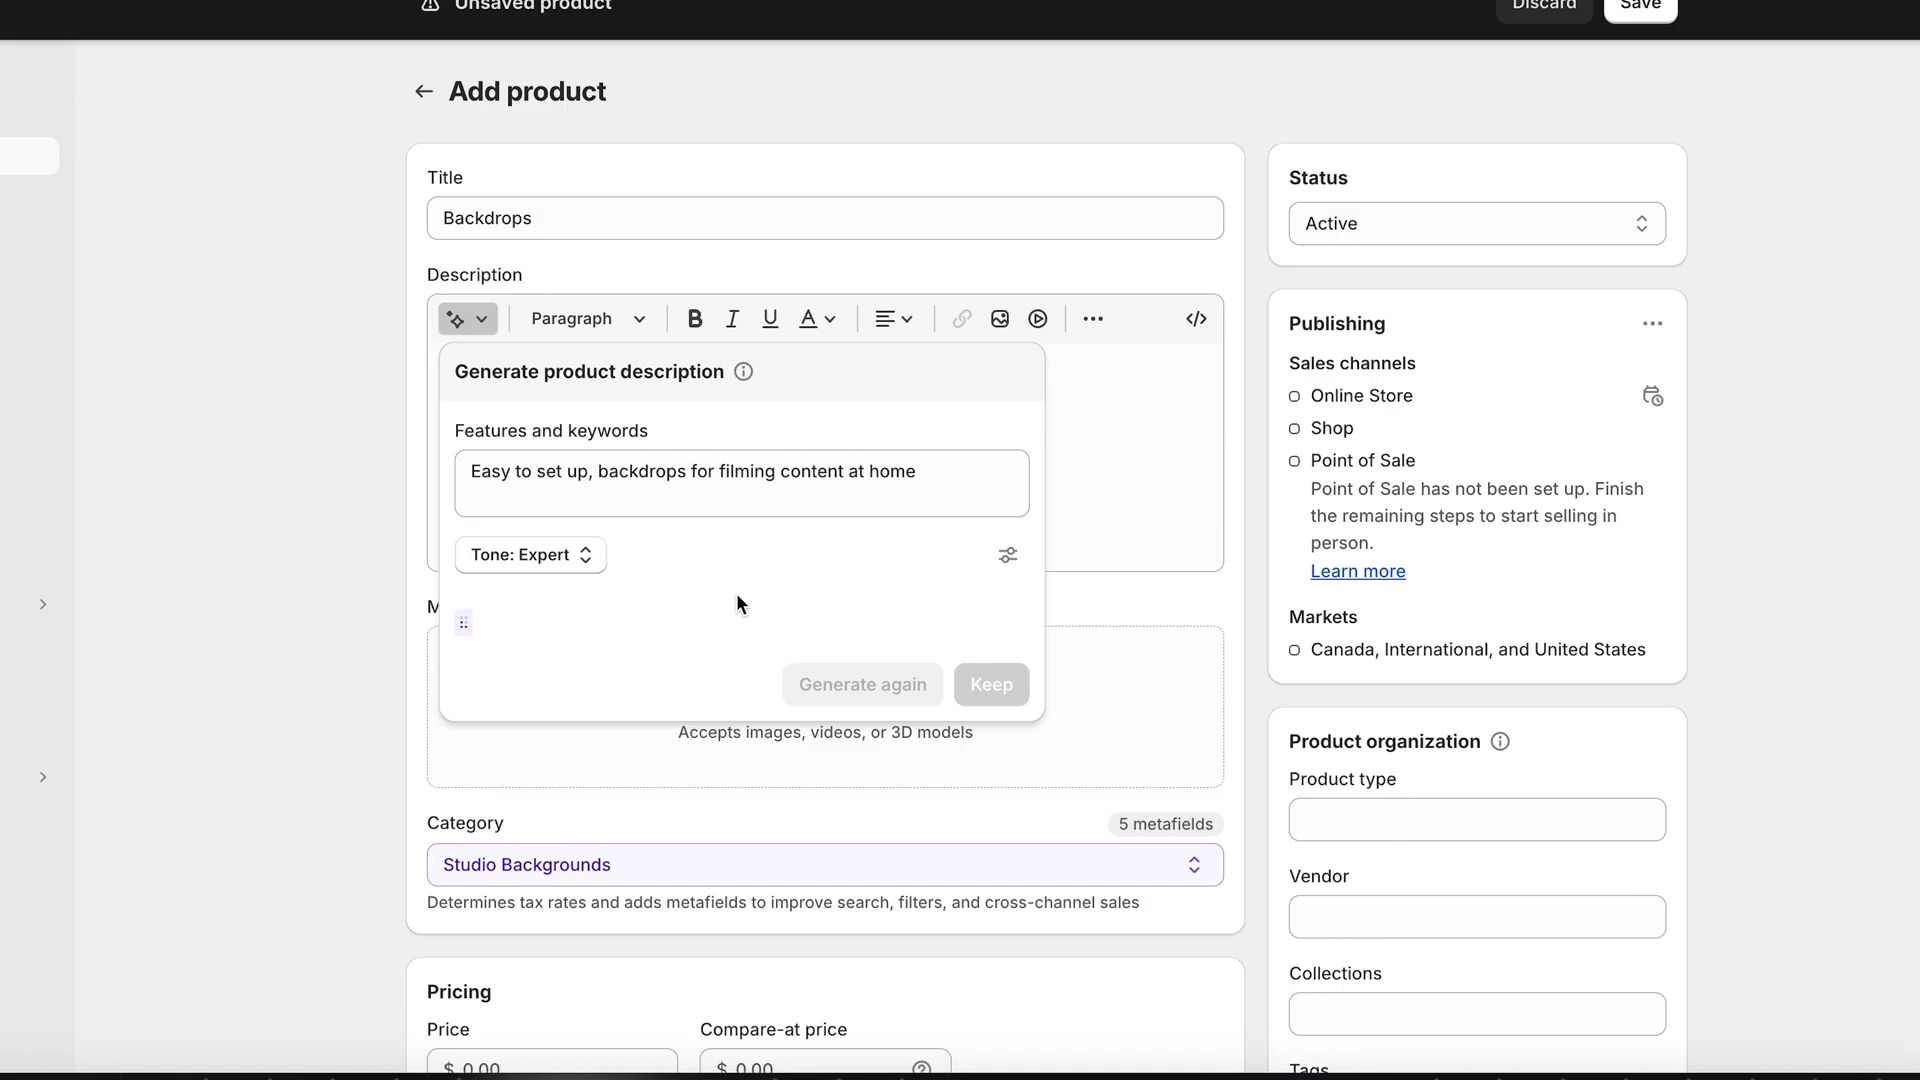 Unsaved product
Discard
Save
Add product
Title
Backdrops
Description
Paragraph
Generate product description
Features and keywords
Easy to set up, backdrops for filming content at home
Tone: Expert
Generate again
Keep
Accepts images, videos, or 3D models
Category
5 metafields
Studio Backgrounds
Determines tax rates and adds metafields to improve search, filters, and cross-channel sales
Pricing
Price
Compare-at price
$ 0.00
$ 0.00
Status
Active
Publishing
Sales channels
Online Store
Shop
Point of Sale
Point of Sale has not been set up. Finish
the remaining steps to start selling in
person.
Learn more
Markets
Canada, International, and United States
Product organization
Product type
Vendor
Collections
Tags